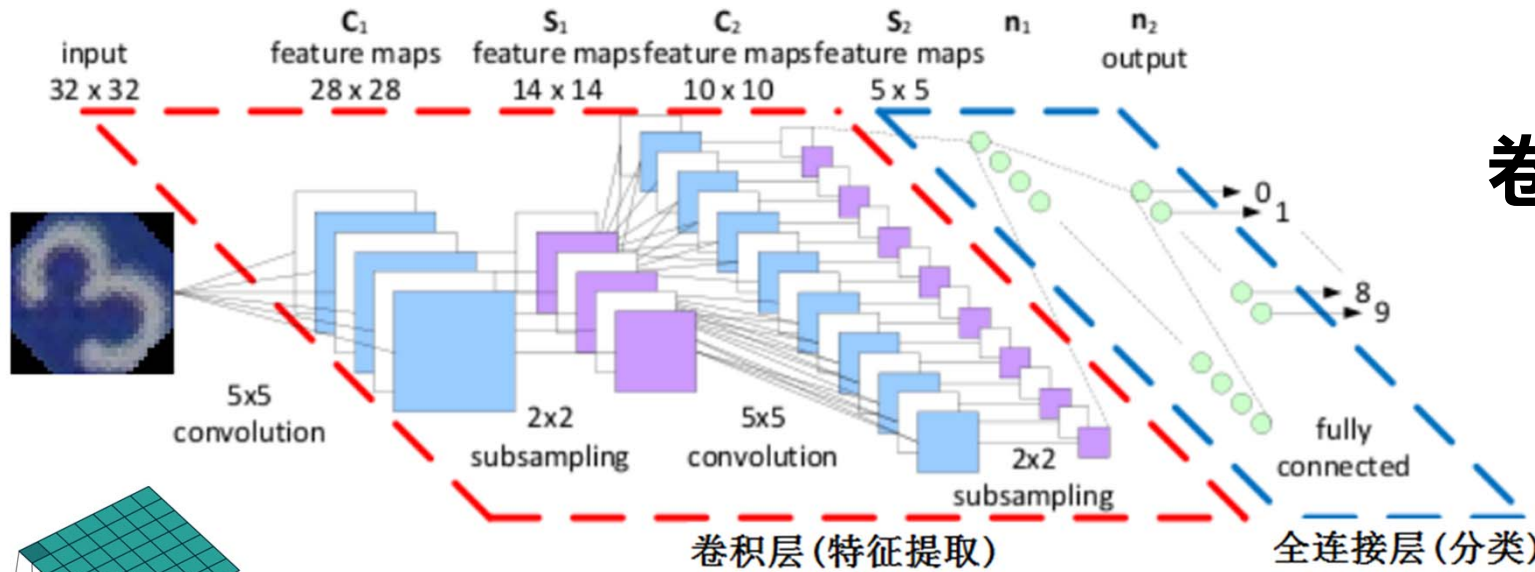 input
32 x 32
C₁
feature maps
28 x 28
S₁
feature maps
14 x 14
C₂
feature maps
10 x 10
S₂
feature maps
5 x 5
n₁
n₂
output
0
1
8
9
5x5
convolution
2x2
subsampling
5x5
convolution
2x2
subsampling
fully
connected
卷积层(特征提取)
全连接层(分类)